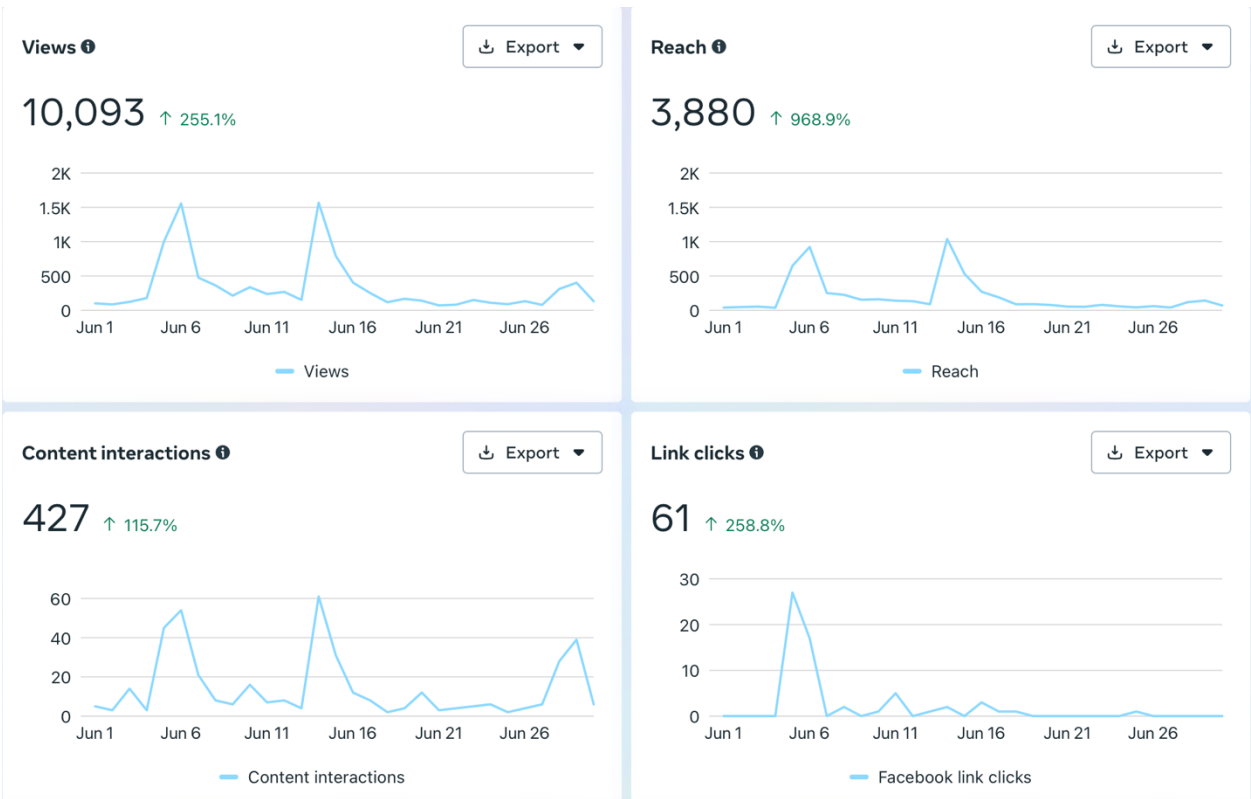 Views
Export
10,093 ↑ 255.1%
2K
1.5K
1K
500
0
Jun 1 Jun 6 Jun 11 Jun 16 Jun 21 Jun 26
Views
Reach
Export
3,880 ↑ 968.9%
2K
1.5K
1K
500
0
Jun 1 Jun 6 Jun 11 Jun 16 Jun 21 Jun 26
Reach
Content interactions
Export
427 ↑ 115.7%
60
40
20
0
Jun 1 Jun 6 Jun 11 Jun 16 Jun 21 Jun 26
Content interactions
Link clicks
Export
61 ↑ 258.8%
30
20
10
0
Jun 1 Jun 6 Jun 11 Jun 16 Jun 21 Jun 26
Facebook link clicks